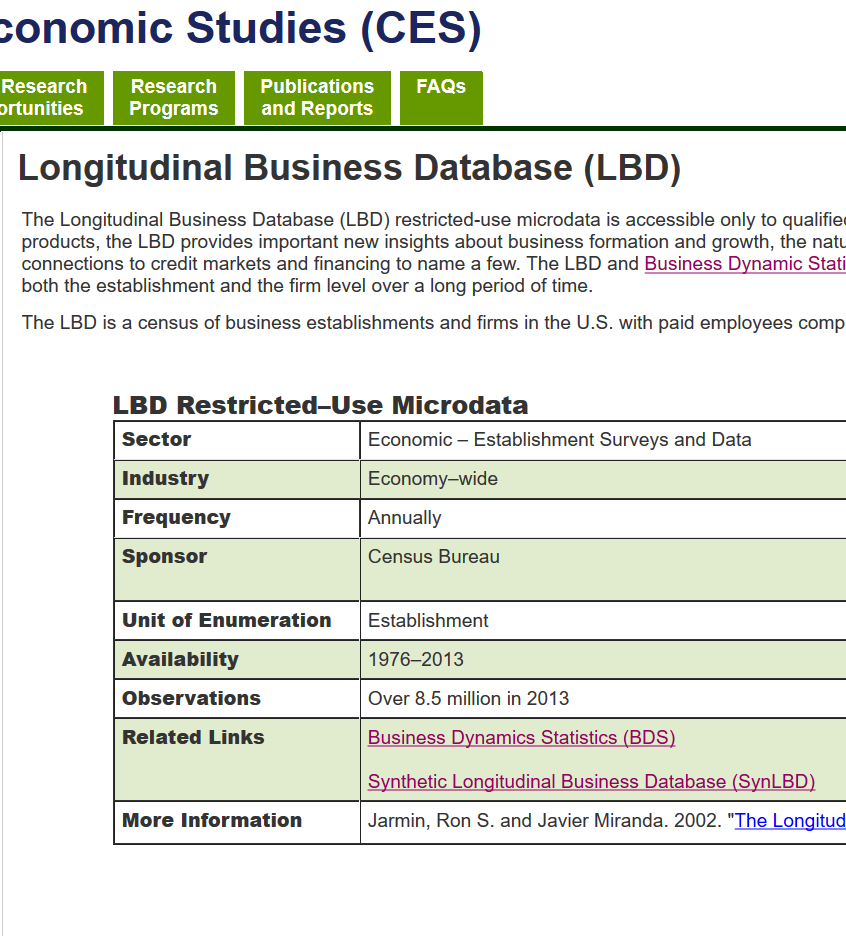 conomic Studies (CES)
Research
ortunities
Research
Programs
Publications
and Reports
FAQs
Longitudinal Business Database (LBD)
The Longitudinal Business Database (LBD) restricted-use microdata is accessible only to qualified
products, the LBD provides important new insights about business formation and growth, the natu
connections to credit markets and financing to name a few. The LBD and Business Dynamic Stati
both the establishment and the firm level over a long period of time.
The LBD is a census of business establishments and firms in the U.S. with paid employees comp
LBD Restricted–Use Microdata
Sector Economic – Establishment Surveys and Data
Industry Economy–wide
Frequency Annually
Sponsor Census Bureau
Unit of Enumeration Establishment
Availability 1976–2013
Observations Over 8.5 million in 2013
Related Links Business Dynamics Statistics (BDS)
Synthetic Longitudinal Business Database (SynLBD)
More Information Jarmin, Ron S. and Javier Miranda. 2002. "The Longitud